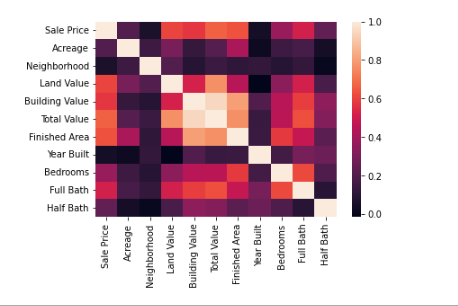 Sale Price
Acreage
Neighborhood
Land Value
Building Value
Total Value
Finished Area
Year Built
Bedrooms
Full Bath
Half Bath
Sale Price
Acreage
Neighborhood
Land Value
Building Value
Total Value
Finished Area
Year Built
Bedrooms
Full Bath
Half Bath
1.0
0.8
0.6
0.4
0.2
0.0